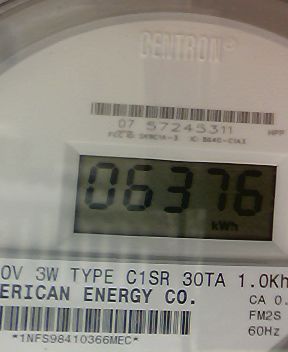 CENTRON®
07 57245311
06376
kWh
0V 3W TYPE C1SR 30TA 1.0Kh
ERICAN ENERGY CO.
CA 0.
FM2S
60Hz
*1NFS98410366MEC*